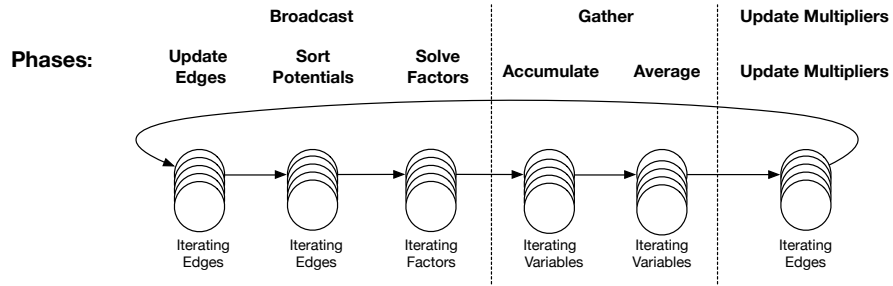 Broadcast Gather Update Multipliers
Phases:
Update Edges
Sort Potentials
Solve Factors
Accumulate
Average
Update Multipliers
Iterating Edges
Iterating Edges
Iterating Factors
Iterating Variables
Iterating Variables
Iterating Edges